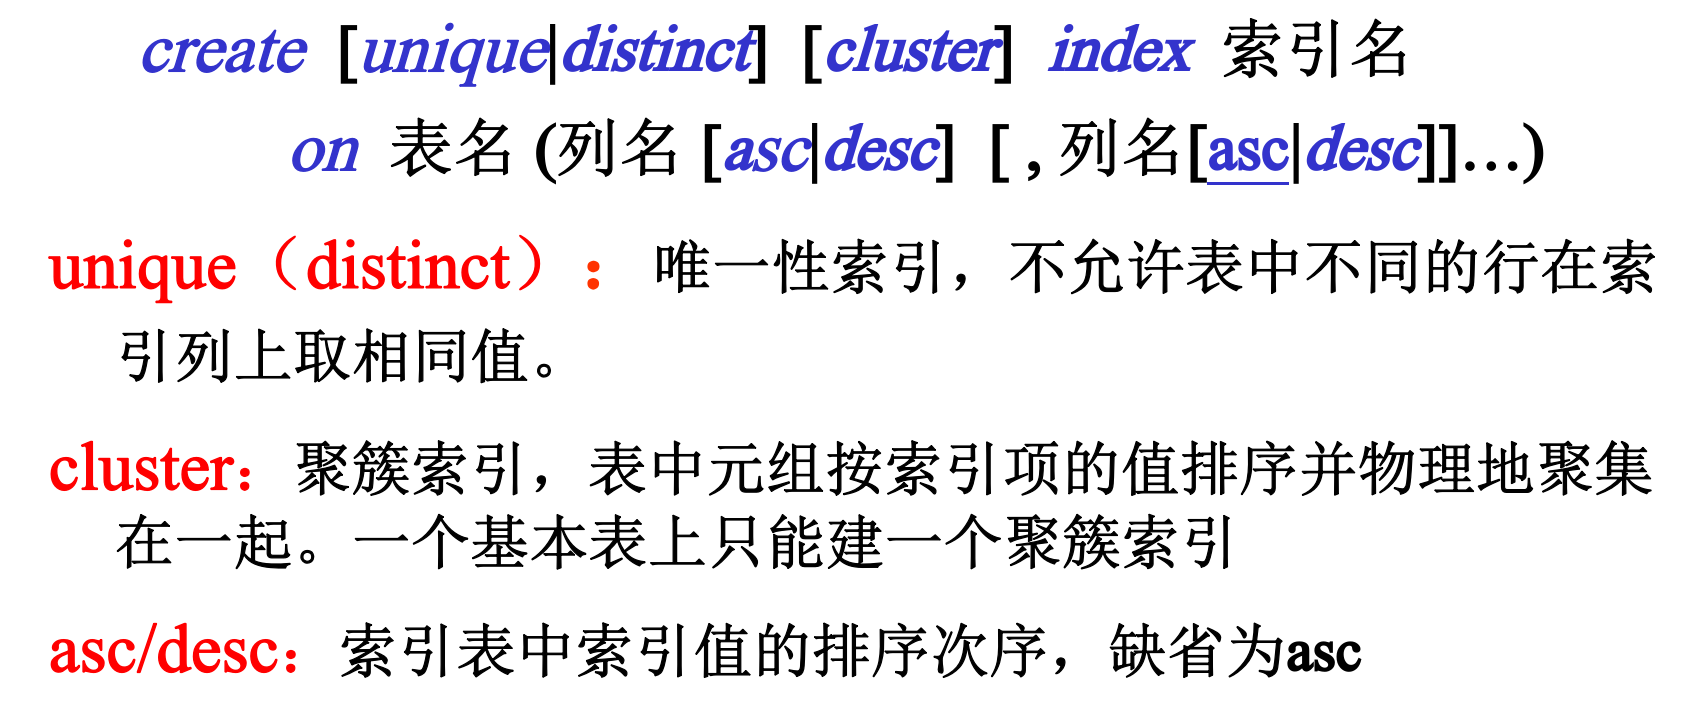 create [unique|distinct] [cluster] index 索引名
on 表名 (列名 [asc|desc] [ , 列名[asc|desc]]…)
unique（distinct）： 唯一性索引，不允许表中不同的行在索
引列上取相同值。
cluster：聚簇索引，表中元组按索引项的值排序并物理地聚集
在一起。一个基本表上只能建一个聚簇索引
asc/desc：索引表中索引值的排序次序，缺省为asc